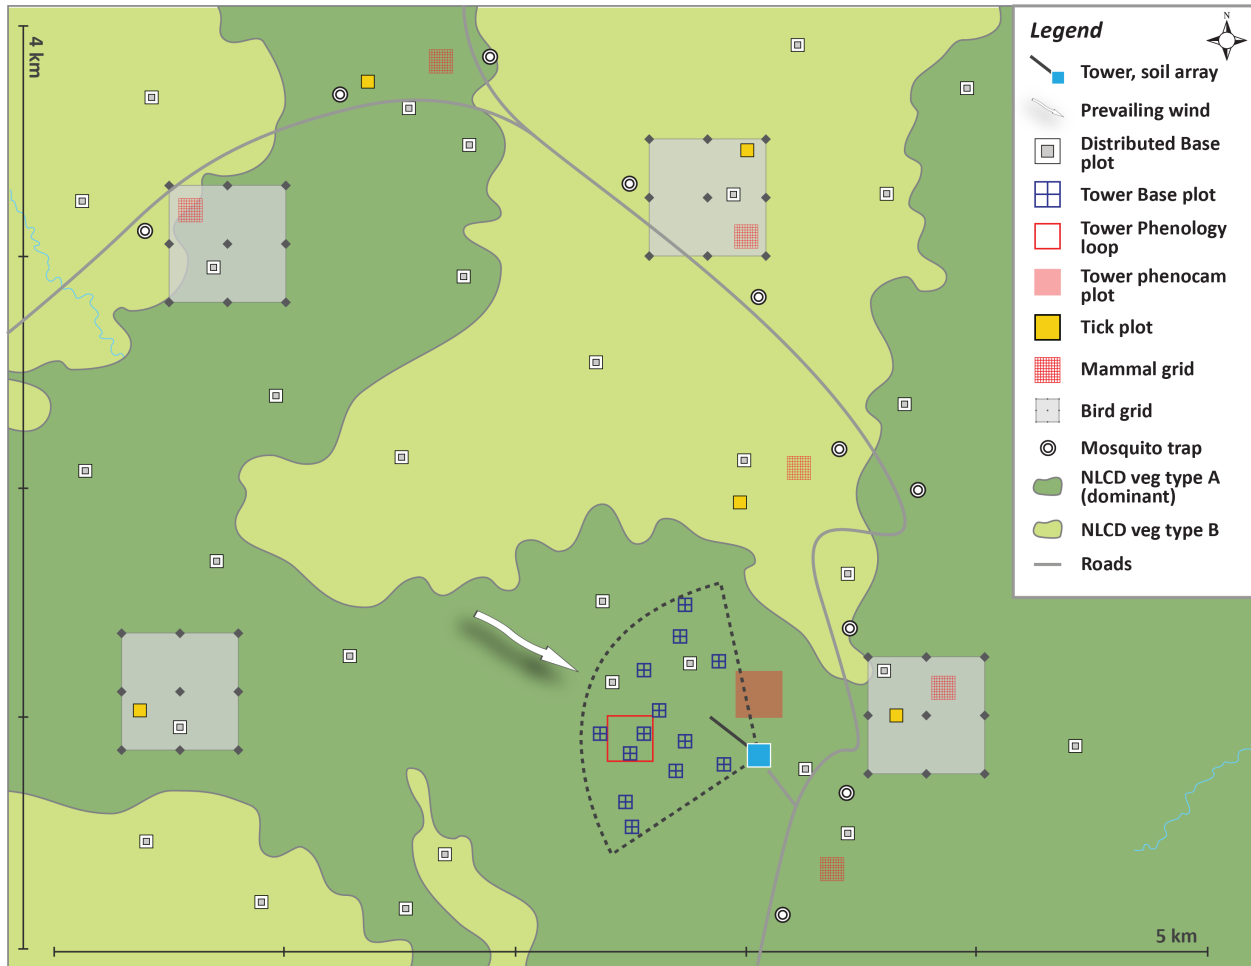 4 km
Legend
N
Tower, soil array
Prevailing wind
Distributed Base
plot
Tower Base plot
Tower Phenology
loop
Tower phenocam
plot
Tick plot
Mammal grid
Bird grid
Mosquito trap
NLCD veg type A
(dominant)
NLCD veg type B
Roads
5 km